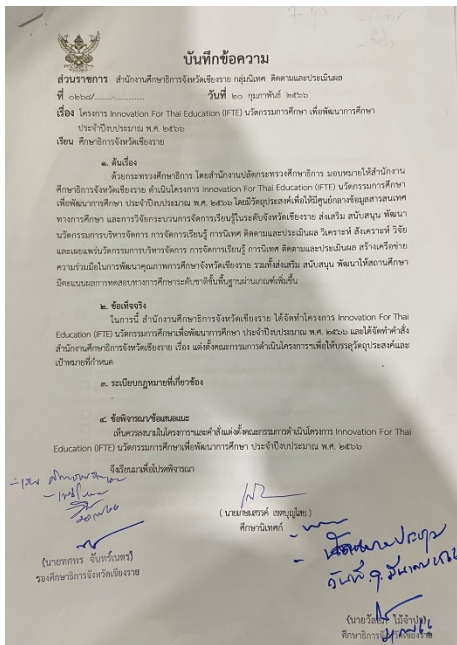 บันทึกข้อความ
ส่วนราชการ สำนักงานศึกษาธิการจังหวัดเชียงราย กลุ่มนิเทศ ติดตามและประเมินผล
ที่ ๐๒๖๘/ วันที่ ๒๐ กุมภาพันธ์ ๒๕๖๖
เรื่อง โครงการ Innovation For Thai Education (IFTE) นวัตกรรมการศึกษา เพื่อพัฒนาการศึกษา
ประจำปีงบประมาณ พ.ศ. ๒๕๖๖
เรียน ศึกษาธิการจังหวัดเชียงราย
๑. ต้นเรื่อง
ด้วยกระทรวงศึกษาธิการ โดยสำนักงานปลัดกระทรวงศึกษาธิการ มอบหมายให้สำนักงาน
ศึกษาธิการจังหวัดเชียงราย ดำเนินโครงการ Innovation For Thai Education (IFTE) นวัตกรรมการศึกษา
เพื่อพัฒนาการศึกษา ประจำปีงบประมาณ พ.ศ. ๒๕๖๖ โดยมีวัตถุประสงค์เพื่อให้มีศูนย์กลางข้อมูลสารสนเทศ
ทางการศึกษา และการวิจัยกระบวนการจัดการเรียนรู้ในระดับจังหวัดเชียงราย ส่งเสริม สนับสนุน พัฒนา
นวัตกรรมการบริหารจัดการ การจัดการเรียนรู้ การนิเทศ ติดตามและประเมินผล วิเคราะห์ สังเคราะห์ วิจัย
และเผยแพร่นวัตกรรมการบริหารจัดการ การจัดการเรียนรู้ การนิเทศ ติดตามและประเมินผล สร้างเครือข่าย
ความร่วมมือในการพัฒนาคุณภาพการศึกษาจังหวัดเชียงราย รวมทั้งส่งเสริม สนับสนุน พัฒนาให้สถานศึกษา
มีคะแนนผลการทดสอบทางการศึกษาระดับชาติขั้นพื้นฐานผ่านเกณฑ์เพิ่มขึ้น
๒. ข้อเท็จจริง
ในการนี้ สำนักงานศึกษาธิการจังหวัดเชียงราย ได้จัดทำโครงการ Innovation For Thai
Education (IFTE) นวัตกรรมการศึกษาเพื่อพัฒนาการศึกษา ประจำปีงบประมาณ พ.ศ. ๒๕๖๖ และได้จัดทำคำสั่ง
สำนักงานศึกษาธิการจังหวัดเชียงราย เรื่อง แต่งตั้งคณะกรรมการดำเนินโครงการฯเพื่อให้บรรลุวัตถุประสงค์และ
เป้าหมายที่กำหนด
๓. ระเบียบกฎหมายที่เกี่ยวข้อง
๔. ข้อพิจารณา/ข้อเสนอแนะ
เห็นควรลงนามในโครงการฯและคำสั่งแต่งตั้งคณะกรรมการดำเนินโครงการ Innovation For Thai
Education (IFTE) นวัตกรรมการศึกษาเพื่อพัฒนาการศึกษา ประจำปีงบประมาณ พ.ศ. ๒๕๖๖
จึงเรียนมาเพื่อโปรดพิจารณา
(นายเกษมสรรค์ เขตบุญไสย)
ศึกษานิเทศก์
(นายทศพร จันทร์เนตร)
รองศึกษาธิการจังหวัดเชียงราย
ศึกษาธิการจังหวัดเชียงราย